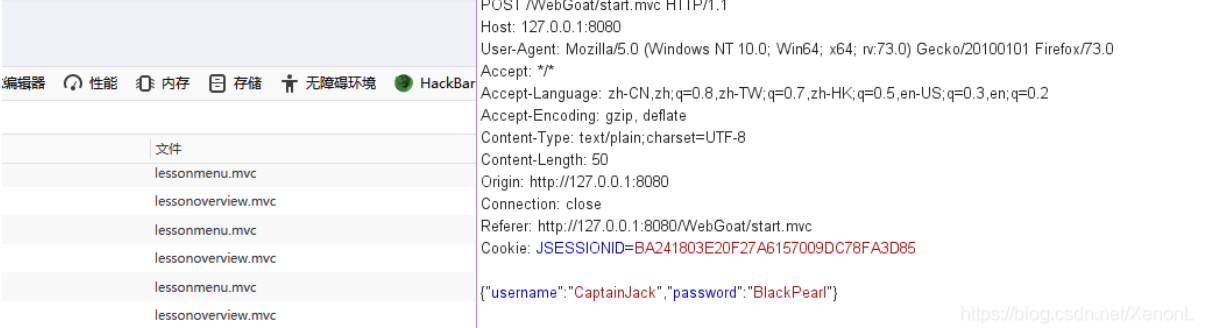 编辑器 性能 内存 存储 无障碍环境 HackBar
文件
lessonmenu.mvc
lessonoverview.mvc
lessonmenu.mvc
lessonoverview.mvc
lessonmenu.mvc
lessonoverview.mvc
POST /WebGoat/start.mvc HTTP/1.1
Host: 127.0.0.1:8080
User-Agent: Mozilla/5.0 (Windows NT 10.0; Win64; x64; rv:73.0) Gecko/20100101 Firefox/73.0
Accept: */*
Accept-Language: zh-CN,zh;q=0.8,zh-TW;q=0.7,zh-HK;q=0.5,en-US;q=0.3,en;q=0.2
Accept-Encoding: gzip, deflate
Content-Type: text/plain;charset=UTF-8
Content-Length: 50
Origin: http://127.0.0.1:8080
Connection: close
Referer: http://127.0.0.1:8080/WebGoat/start.mvc
Cookie: JSESSIONID=BA241803E20F27A6157009DC78FA3D85
{"username":"CaptainJack","password":"BlackPearl"}
https://blog.csdn.net/XenonL